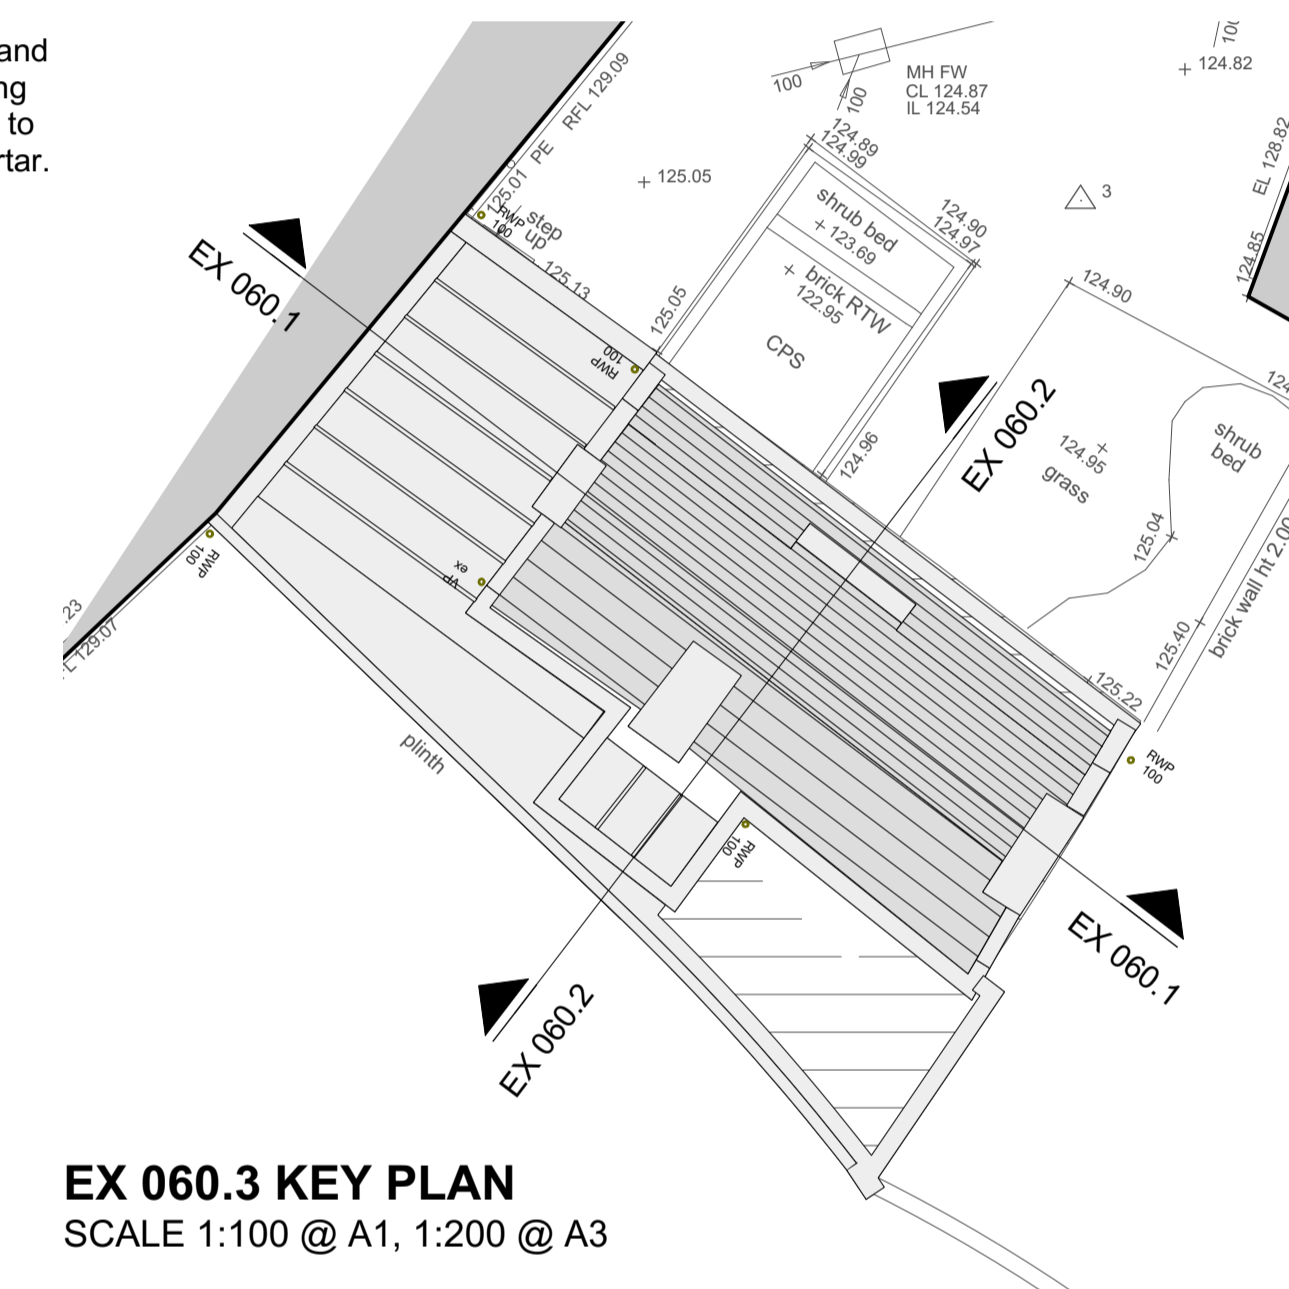 and
ng
to
rtar.
RFL 129.09
PE
125.01
RWP
100
step
up
125.13
125.05
100
100
MH FW
CL 124.87
IL 124.54
124.82
100
EL 128.82
124.85
3
124.89
124.99
shrub bed
123.69
brick RTW
122.95
CPS
124.90
124.97
125.05
124.96
124.90
EX 060.1
EX 060.2
124.95
grass
shrub
bed
125.04
125.40
brick wall ht 2.00
125.22
RWP
100
RWP
100
RWP
100
ex
VP
.23
L 129.07
plinth
RWP
100
EX 060.1
EX 060.2
EX 060.3 KEY PLAN
SCALE 1:100 @ A1, 1:200 @ A3